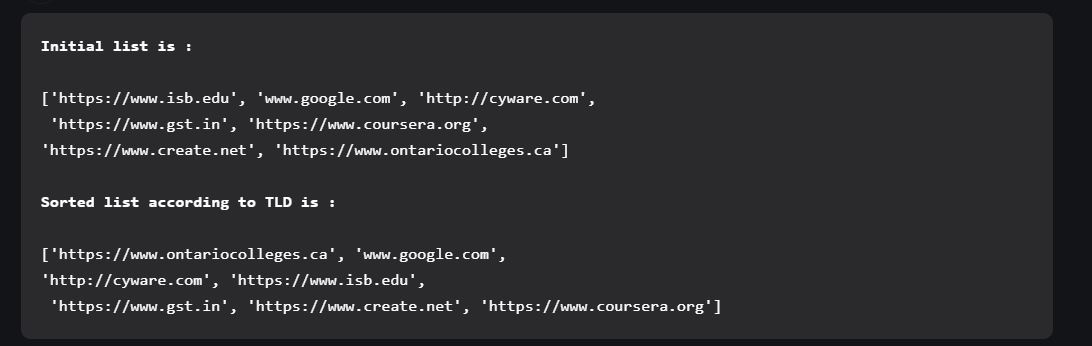 Initial list is :
['https://www.isb.edu', 'www.google.com', 'http://cyware.com',
'https://www.gst.in', 'https://www.coursera.org',
'https://www.create.net', 'https://www.ontariocolleges.ca']
Sorted list according to TLD is :
['https://www.ontariocolleges.ca', 'www.google.com',
'http://cyware.com', 'https://www.isb.edu',
'https://www.gst.in', 'https://www.create.net', 'https://www.coursera.org']